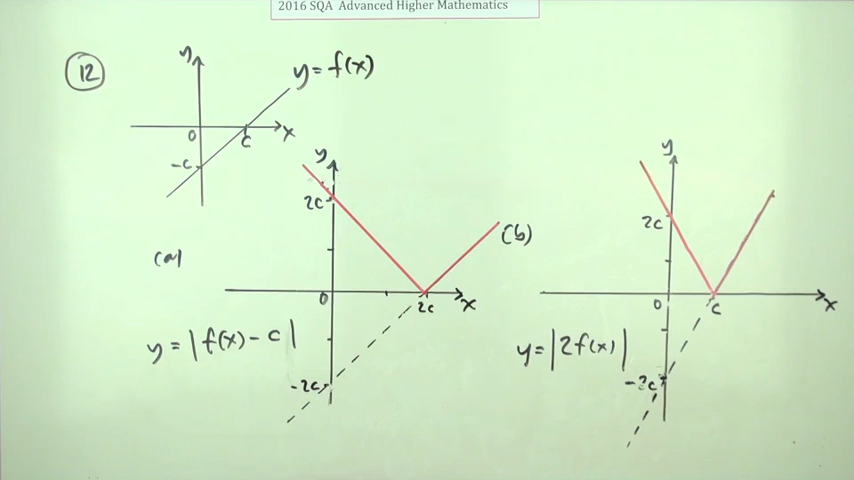 2016 SQA Advanced Higher Mathematics
12
y
y = f(x)
0
c
x
-c
y
2c
(b)
0
2c
x
-2c
(a)
y = |f(x) - c|
y
2c
0
c
x
-2c
y = |2f(x)|